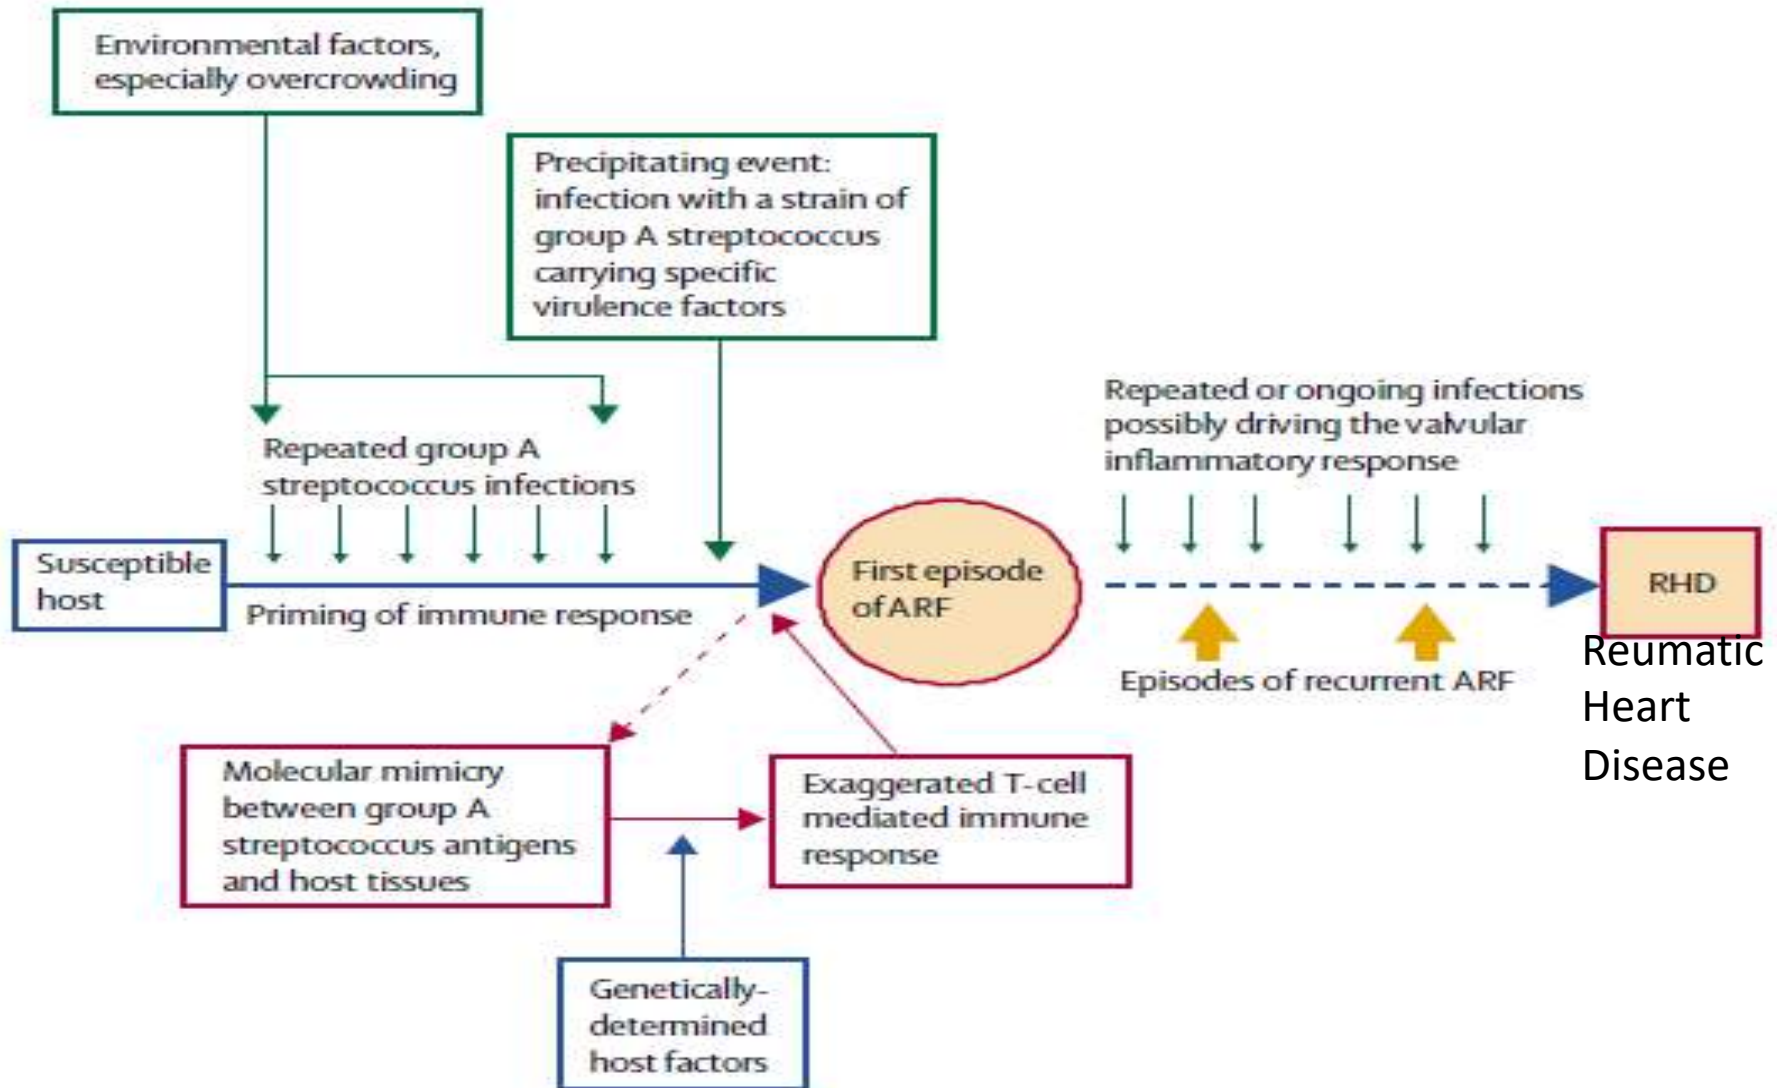 Environmental factors,
especially overcrowding
Precipitating event:
infection with a strain of
group A streptococcus
carrying specific
virulence factors
Repeated group A
streptococcus infections
Repeated or ongoing infections
possibly driving the valvular
inflammatory response
Susceptible
host
Priming of immune response
First episode
of ARF
RHD
Reumatic
Heart
Disease
Episodes of recurrent ARF
Molecular mimicry
between group A
streptococcus antigens
and host tissues
Exaggerated T-cell
mediated immune
response
Genetically-
determined
host factors